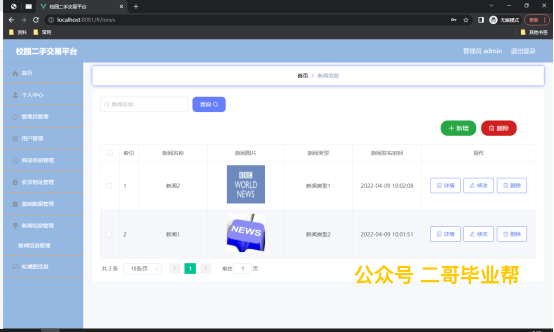 校园二手交易平台
localhost:8081/#/news
无痕模式
更新
资料 常用
其他书签
校园二手交易平台
管理员 admin 退出登录
首页
首页 / 新闻信息
个人中心
管理员管理
新闻名称
查询
用户管理
+ 新增
删除
商品信息管理
索引 新闻名称 新闻图片 新闻类型 新闻发布时间 操作
收货地址管理
1 新闻2 BBC WORLD NEWS 新闻类型1 2022-04-09 10:02:08 详情 修改 删除
基础数据管理
新闻信息管理
2 新闻1 NEWS 新闻类型2 2022-04-09 10:01:51 详情 修改 删除
新闻信息管理
轮播图信息
共 2 条 10条/页 < 1 > 前往 1 页
公众号 二哥毕业帮